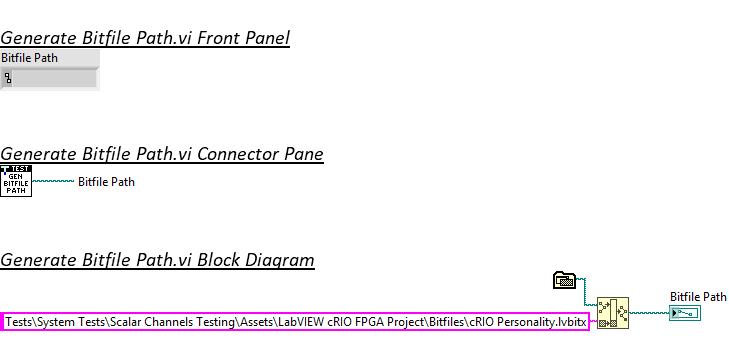 Generate Bitfile Path.vi Front Panel
Bitfile Path
Generate Bitfile Path.vi Connector Pane
TEST
GEN
BITFILE
PATH
Bitfile Path
Generate Bitfile Path.vi Block Diagram
Bitfile Path
Tests\System Tests\Scalar Channels Testing\Assets\LabVIEW cRIO FPGA Project\Bitfiles\cRIO Personality.lvbitx